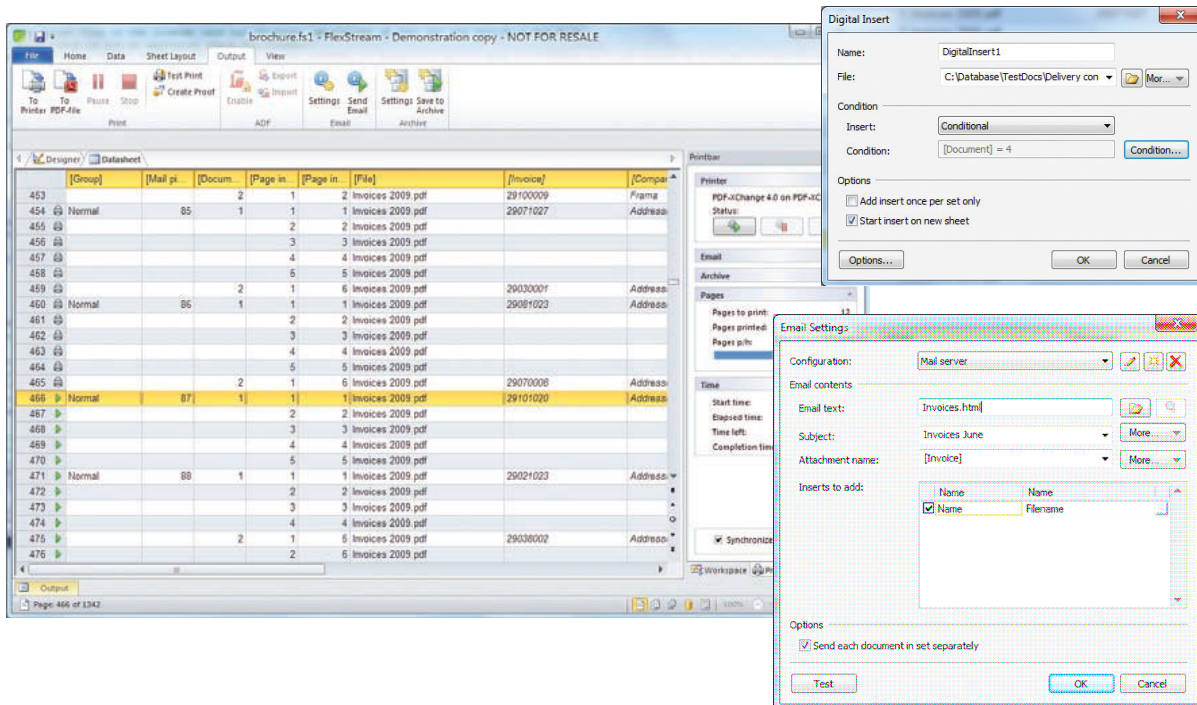 brochure.fs1 - FlexStream - Demonstration copy - NOT FOR RESALE
File Home Data Sheet Layout Output View
To Printer To PDF-file Pause Stop Test Print Create Proof Enable Export Import Settings Send Email Settings Save to Archive
Print ADF Email Archive
Designer Datasheet
[Group] [Mail pi... [Docum... [Page in... [Page in... [File] [Invoice] [Compar
453 2 1 2 Invoices 2009.pdf 29100009 Frama
454 Normal 85 1 1 1 Invoices 2009.pdf 29071027 Address
455 2 2 Invoices 2009.pdf
456 3 3 Invoices 2009.pdf
457 4 4 Invoices 2009.pdf
458 5 5 Invoices 2009.pdf
459 2 1 6 Invoices 2009.pdf 29030001 Address
460 Normal 86 1 1 1 Invoices 2009.pdf 29081023 Address
461 2 2 Invoices 2009.pdf
462 3 3 Invoices 2009.pdf
463 4 4 Invoices 2009.pdf
464 5 5 Invoices 2009.pdf
465 2 1 6 Invoices 2009.pdf 29070008 Address
466 Normal 87 1 1 1 Invoices 2009.pdf 29101020 Address
467 2 2 Invoices 2009.pdf
468 3 3 Invoices 2009.pdf
469 4 4 Invoices 2009.pdf
470 5 5 Invoices 2009.pdf
471 Normal 88 1 1 1 Invoices 2009.pdf 29021023 Address
472 2 2 Invoices 2009.pdf
473 3 3 Invoices 2009.pdf
474 4 4 Invoices 2009.pdf
475 2 1 5 Invoices 2009.pdf 29038002 Address
476 2 6 Invoices 2009.pdf
Output
Page: 466 of 1342
100%
Printbar
Printer
PDF-XChange 4.0 on PDF-XC
Status:
Email
Archive
Pages
Pages to print: 12
Pages printed:
Pages p/h:
Time
Start time:
Elapsed time:
Time left:
Completion tim
Synchronize
Workspace Pr
Digital Insert
Name: DigitalInsert1
File: C:\Database\TestDocs\Delivery con Mor...
Condition
Insert: Conditional
Condition: [Document] = 4 Condition...
Options
Add insert once per set only
Start insert on new sheet
Options... OK Cancel
Email Settings
Configuration: Mail server
Email contents
Email text: Invoices.html
Subject: Invoices June More...
Attachment name: [Invoice] More...
Inserts to add: Name Name
Name Filename
Options
Send each document in set separately
Test OK Cancel